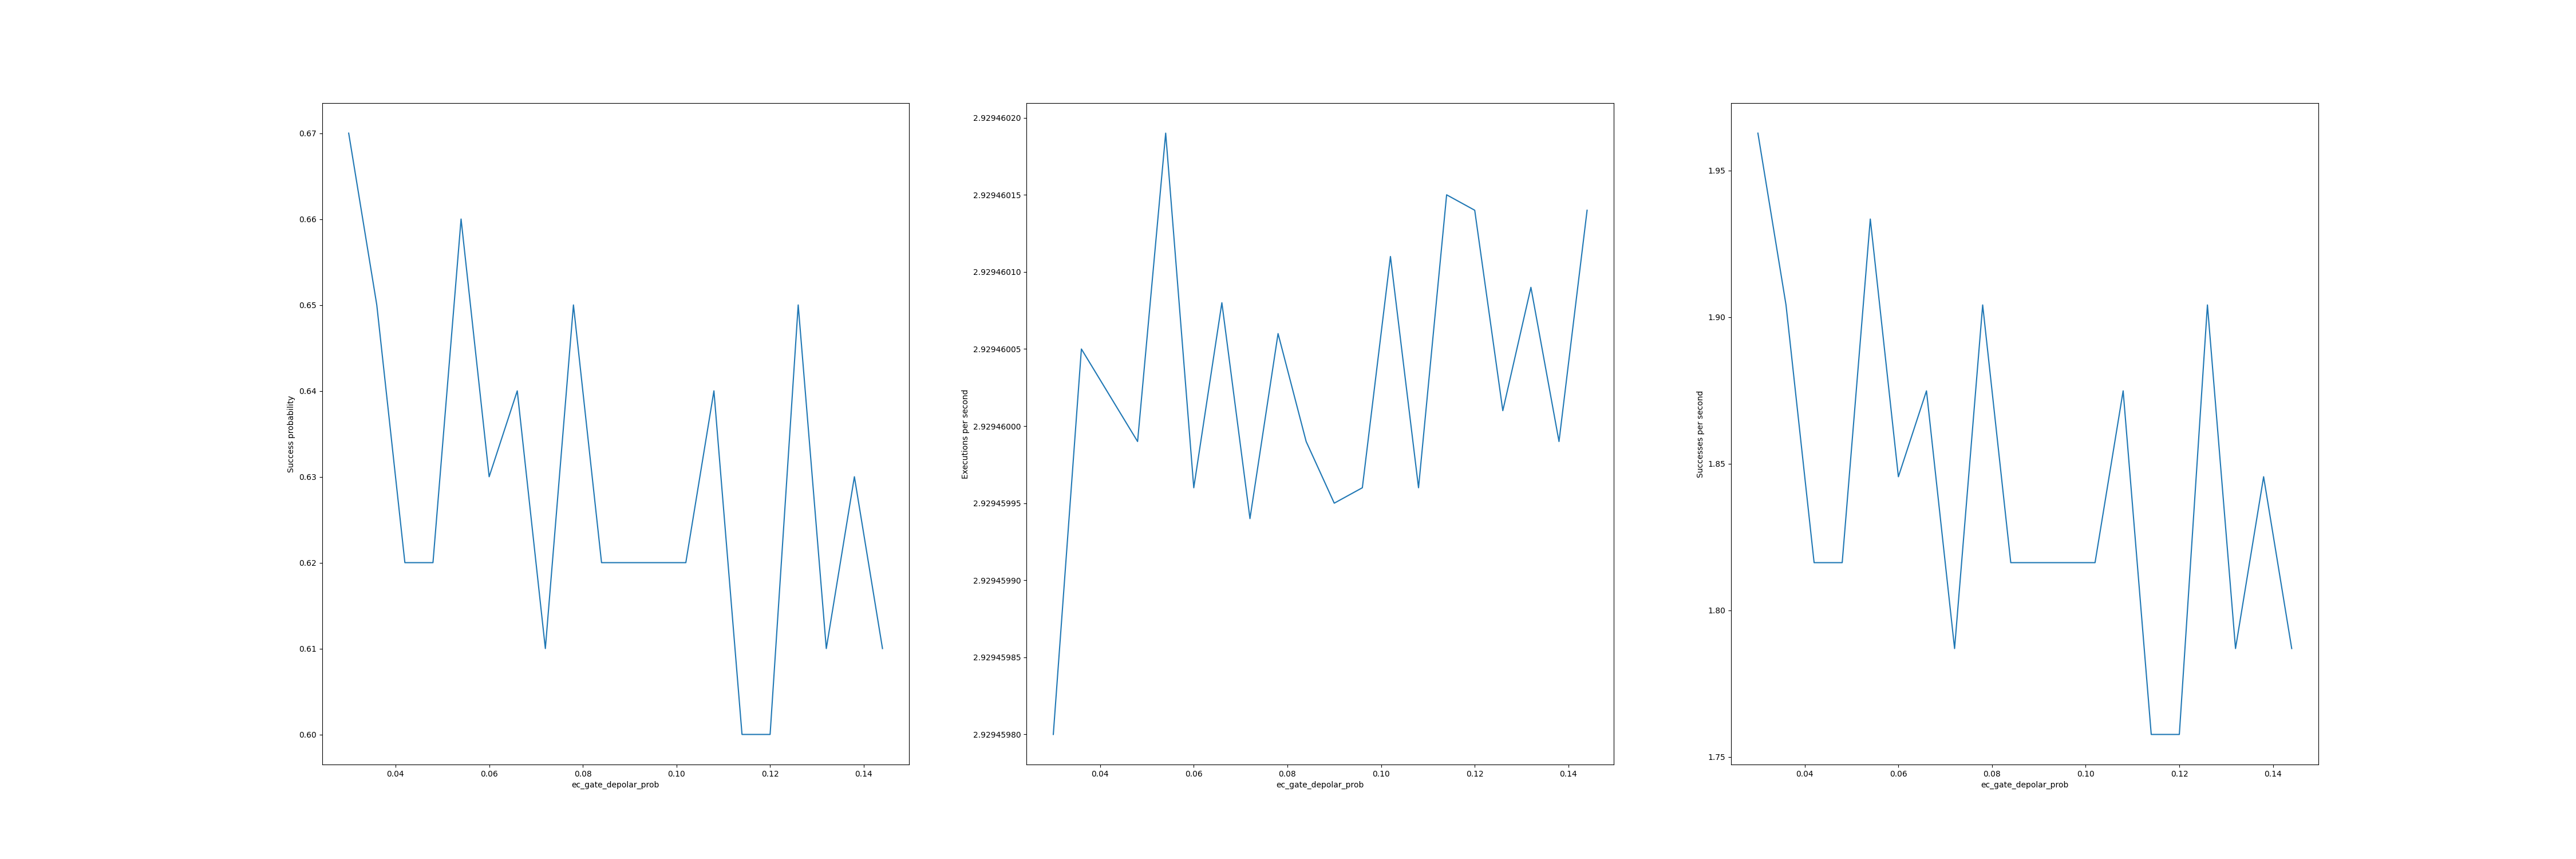 Success probability
0.67
0.66
0.65
0.64
0.63
0.62
0.61
0.60
0.04 0.06 0.08 0.10 0.12 0.14
ec_gate_depolar_prob
Executions per second
2.92946020
2.92946015
2.92946010
2.92946005
2.92946000
2.92945995
2.92945990
2.92945985
2.92945980
0.04 0.06 0.08 0.10 0.12 0.14
ec_gate_depolar_prob
Successes per second
1.95
1.90
1.85
1.80
1.75
0.04 0.06 0.08 0.10 0.12 0.14
ec_gate_depolar_prob